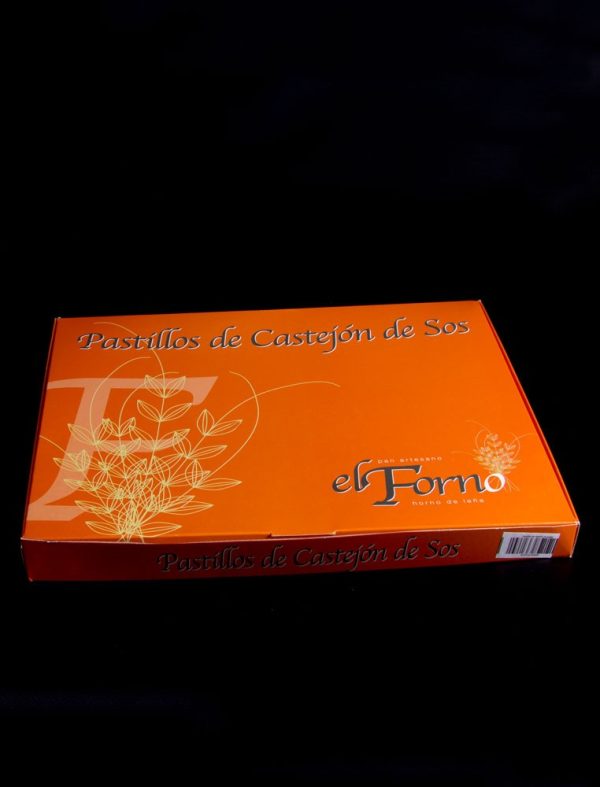 Pastillos de Castejón de Sos
F
pan artesano
el Forno
horno de leña
Pastillos de Castejón de Sos